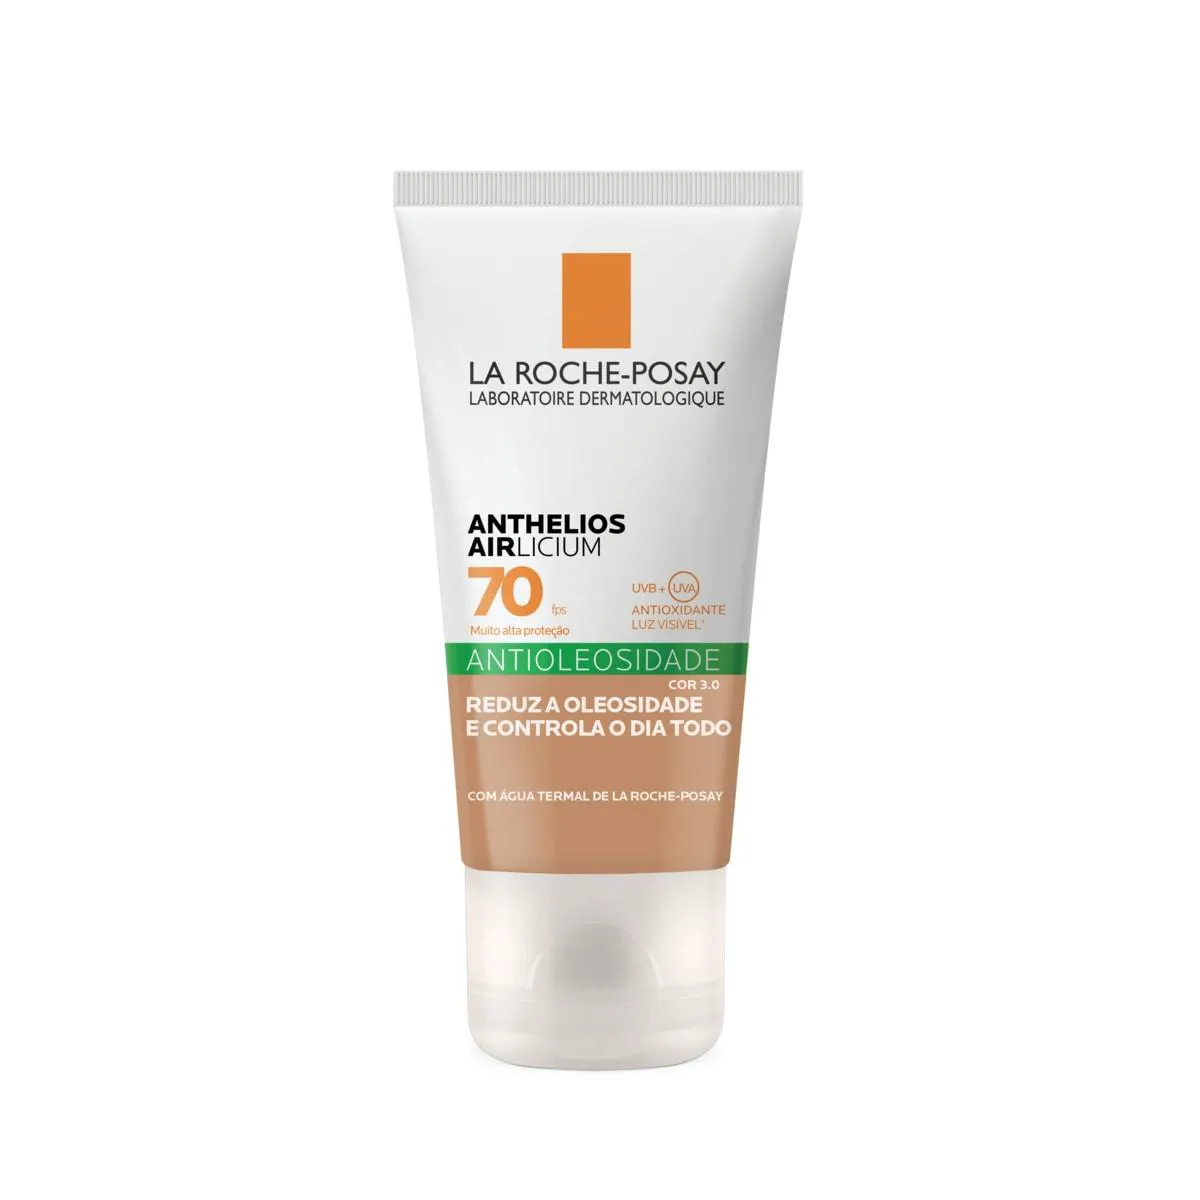 LA ROCHE-POSAY
LABORATOIRE DERMATOLOGIQUE
ANTHELIOS
AIRLICIUM
70 fps
Muito alta proteção
UVB + UVA
ANTIOXIDANTE
LUZ VISÍVEL*
ANTIOLEOSIDADE
COR 3.0
REDUZ A OLEOSIDADE
E CONTROLA O DIA TODO
COM ÁGUA TERMAL DE LA ROCHE-POSAY